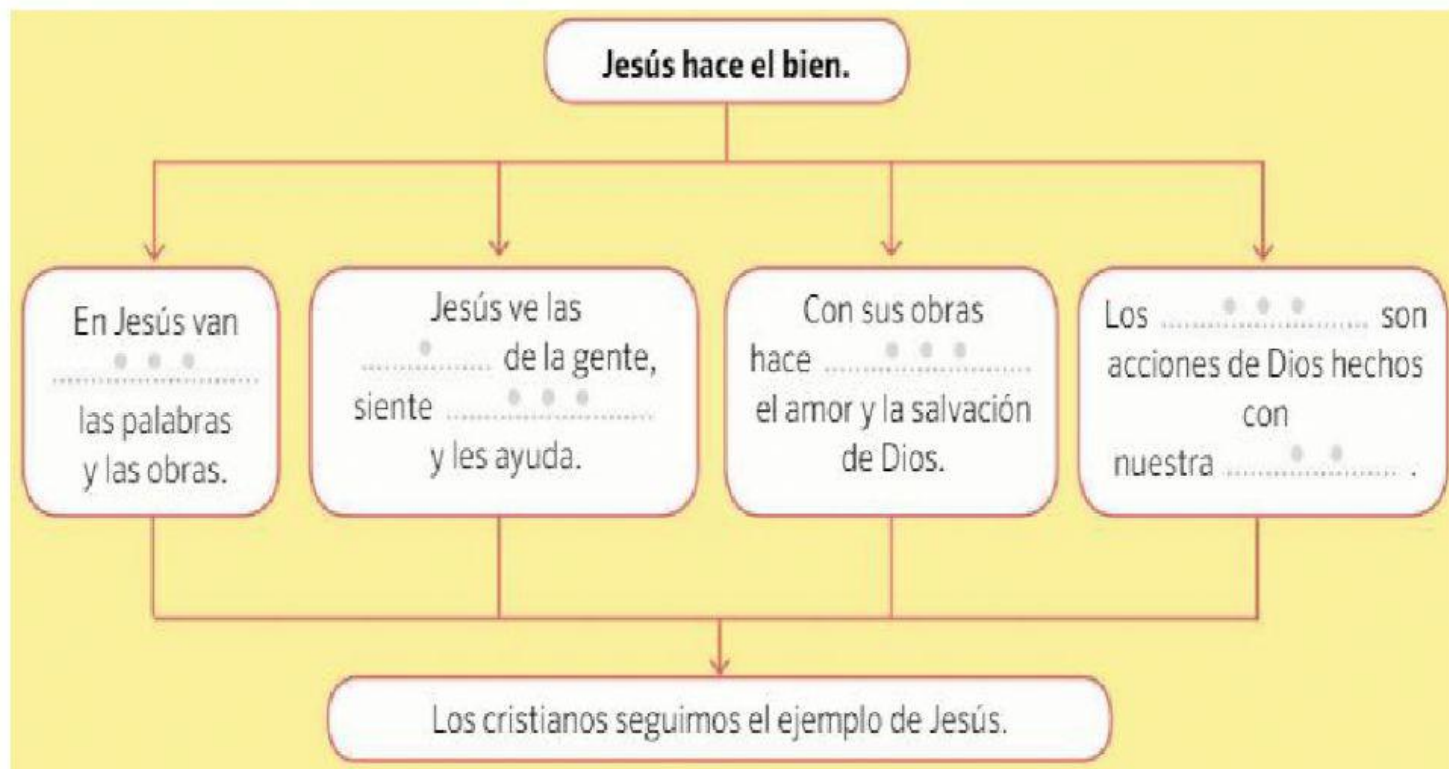 Jesús hace el bien.
En Jesús van
.......... 
las palabras
y las obras.
Jesús ve las
.......... de la gente,
siente ..........
y les ayuda.
Con sus obras
hace ..........
el amor y la salvación
de Dios.
Los .......... son
acciones de Dios hechos
con
nuestra .......... .
Los cristianos seguimos el ejemplo de Jesús.